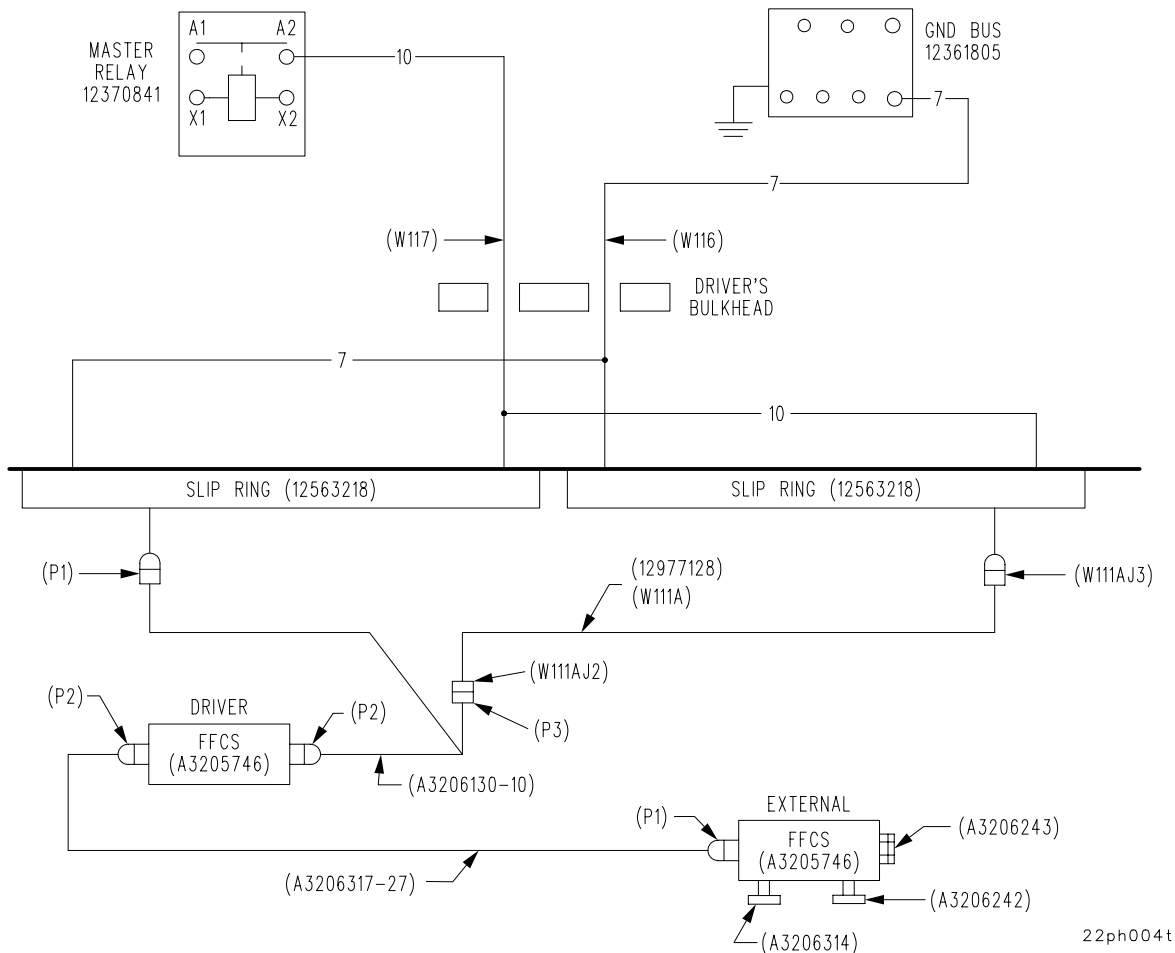 A1 A2
MASTER
RELAY
12370841
X1 X2
10
GND BUS
12361805
7
7
(W117)
(W116)
DRIVER'S
BULKHEAD
7
10
SLIP RING (12563218)
SLIP RING (12563218)
(P1)
(12977128)
(W111A)
(W111AJ3)
(W111AJ2)
(P3)
(P2)
DRIVER
(P2)
FFCS
(A3205746)
(A3206130-10)
(P1)
EXTERNAL
FFCS
(A3205746)
(A3206243)
(A3206317-27)
(A3206242)
(A3206314)
22ph004t